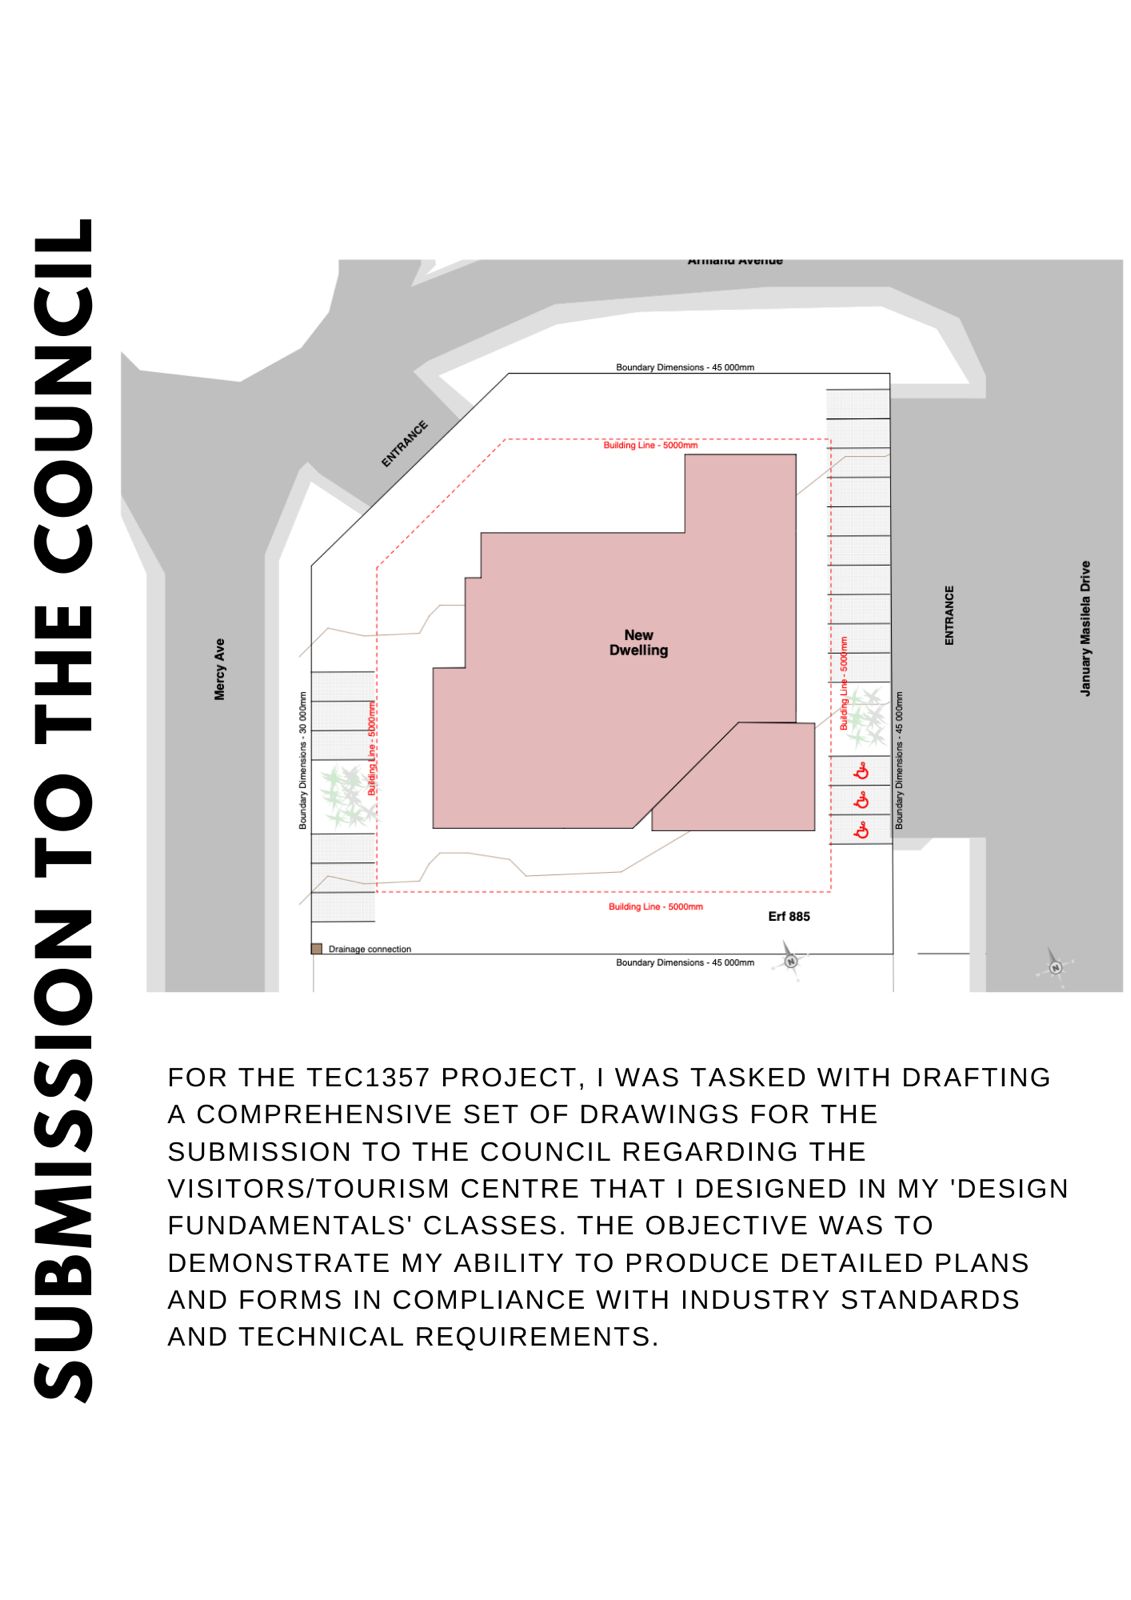 SUBMISSION TO THE COUNCIL
Armand Avenue
Boundary Dimensions - 45 000mm
ENTRANCE
Building Line - 5000mm
New
Dwelling
Mercy Ave
Boundary Dimensions - 30 000mm
Building Line - 5000mm
Building Line - 5000mm
Boundary Dimensions - 45 000mm
ENTRANCE
January Masilela Drive
Building Line - 5000mm
Erf 885
Drainage connection
Boundary Dimensions - 45 000mm
N
N
FOR THE TEC1357 PROJECT, I WAS TASKED WITH DRAFTING
A COMPREHENSIVE SET OF DRAWINGS FOR THE
SUBMISSION TO THE COUNCIL REGARDING THE
VISITORS/TOURISM CENTRE THAT I DESIGNED IN MY 'DESIGN
FUNDAMENTALS' CLASSES. THE OBJECTIVE WAS TO
DEMONSTRATE MY ABILITY TO PRODUCE DETAILED PLANS
AND FORMS IN COMPLIANCE WITH INDUSTRY STANDARDS
AND TECHNICAL REQUIREMENTS.